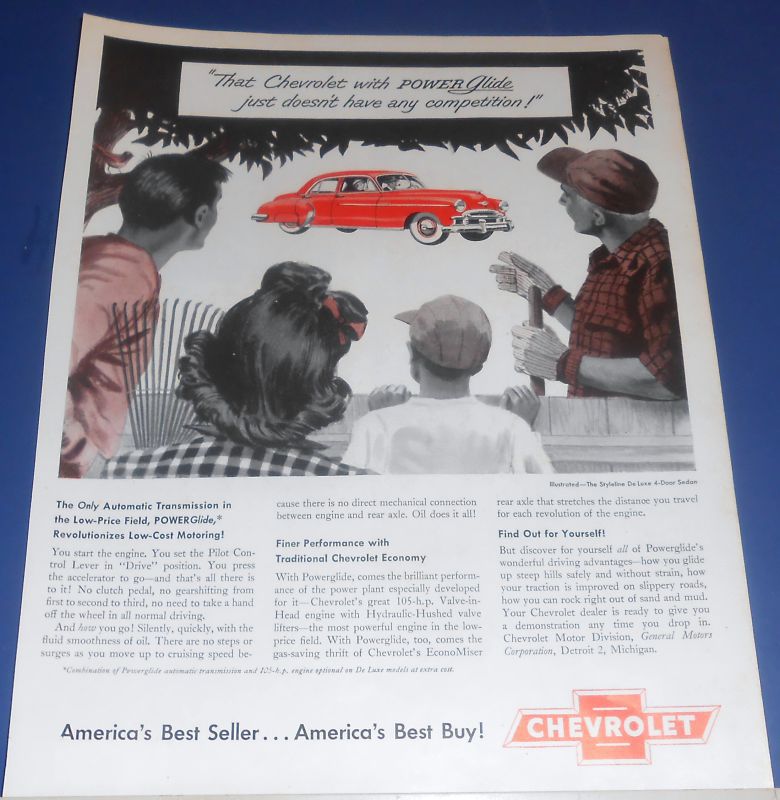 "That Chevrolet with POWERGlide
just doesn't have any competition!"
Illustrated—The Styleline De Luxe 4-Door Sedan
The Only Automatic Transmission in
the Low-Price Field, POWERGlide,*
Revolutionizes Low-Cost Motoring!
You start the engine. You set the Pilot Con-
trol Lever in "Drive" position. You press
the accelerator to go—and that's all there is
to it! No clutch pedal, no gearshifting from
first to second to third, no need to take a hand
off the wheel in all normal driving.
And how you go! Silently, quickly, with the
fluid smoothness of oil. There are no steps or
surges as you move up to cruising speed be-
cause there is no direct mechanical connection
between engine and rear axle. Oil does it all!
Finer Performance with
Traditional Chevrolet Economy
With Powerglide, comes the brilliant perform-
ance of the power plant especially developed
for it—Chevrolet's great 105-h.p. Valve-in-
Head engine with Hydraulic-Hushed valve
lifters—the most powerful engine in the low-
price field. With Powerglide, too, comes the
gas-saving thrift of Chevrolet's EconoMiser
rear axle that stretches the distance you travel
for each revolution of the engine.
Find Out for Yourself!
But discover for yourself all of Powerglide's
wonderful driving advantages—how you glide
up steep hills safely and without strain, how
your traction is improved on slippery roads,
how you can rock right out of sand and mud.
Your Chevrolet dealer is ready to give you
a demonstration any time you drop in.
Chevrolet Motor Division, General Motors
Corporation, Detroit 2, Michigan.
*Combination of Powerglide automatic transmission and 105-h.p. engine optional on De Luxe models at extra cost.
America's Best Seller . . . America's Best Buy!
CHEVROLET